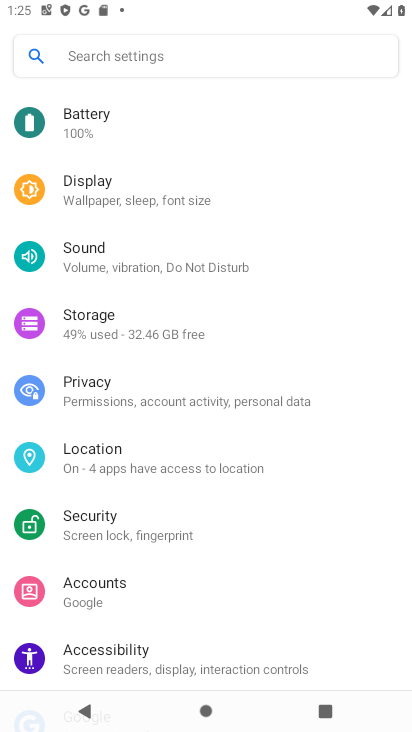 1:25
Search settings
Battery
100%
Display
Wallpaper, sleep, font size
Sound
Volume, vibration, Do Not Disturb
Storage
49% used - 32.46 GB free
Privacy
Permissions, account activity, personal data
Location
On - 4 apps have access to location
Security
Screen lock, fingerprint
Accounts
Google
Accessibility
Screen readers, display, interaction controls
Google